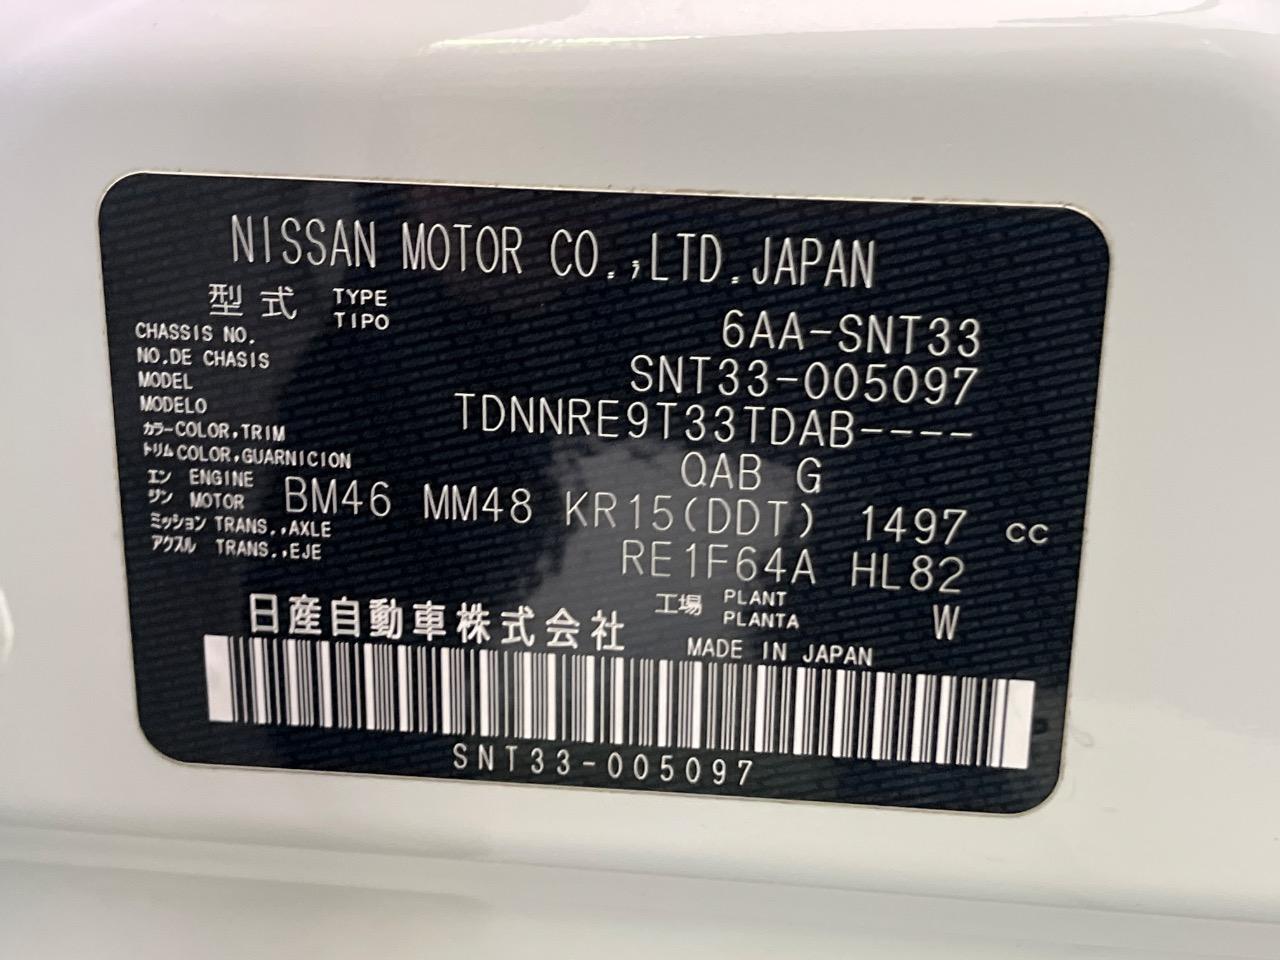 NISSAN MOTOR CO.,LTD.JAPAN
型式 TYPE TIPO 6AA-SNT33
CHASSIS NO. NO.DE CHASIS SNT33-005097
MODEL MODELO TDNNRE9T33TDAB----
カラー COLOR,TRIM トリム COLOR,GUARNICION QAB G
エンジン ENGINE MOTOR BM46 MM48 KR15(DDT) 1497 cc
ミッション TRANS.,AXLE アクスル TRANS.,EJE RE1F64A HL82
工場 PLANT PLANTA W
日産自動車株式会社 MADE IN JAPAN
SNT33-005097